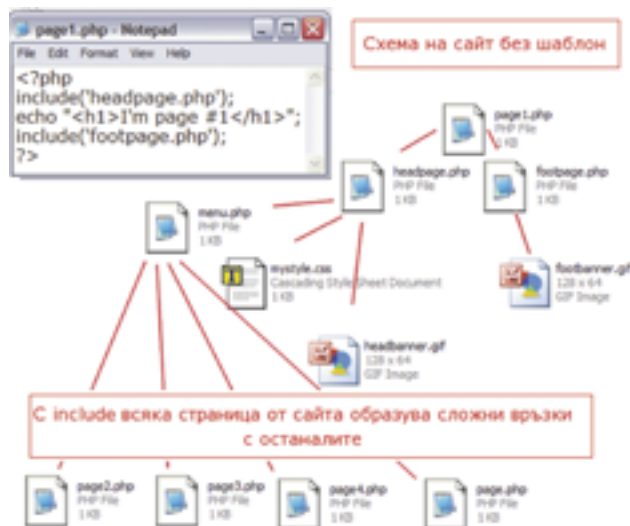 page1.php - Notepad
File Edit Format View Help
<?php
include('headpage.php');
echo "<h1>I'm page #1</h1>";
include('footpage.php');
?>
Схема на сайт без шаблон
page1.php
PHP File
1 KB
headpage.php
PHP File
1 KB
footpage.php
PHP File
1 KB
menu.php
PHP File
1 KB
mystyle.css
Cascading Style Sheet Document
1 KB
footbanner.gif
128 x 64
GIF Image
headbanner.gif
128 x 64
GIF Image
С include всяка страница от сайта образува сложни връзки
с останалите
page2.php
PHP File
1 KB
page3.php
PHP File
1 KB
page4.php
PHP File
1 KB
page.php
PHP File
1 KB